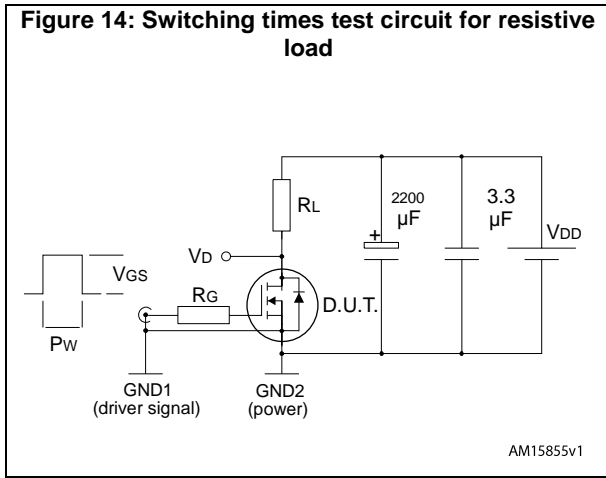 Figure 14: Switching times test circuit for resistive
load
RL
2200
μF
+
3.3
μF
VDD
VD
VGS
RG
D.U.T.
PW
GND1
(driver signal)
GND2
(power)
AM15855v1